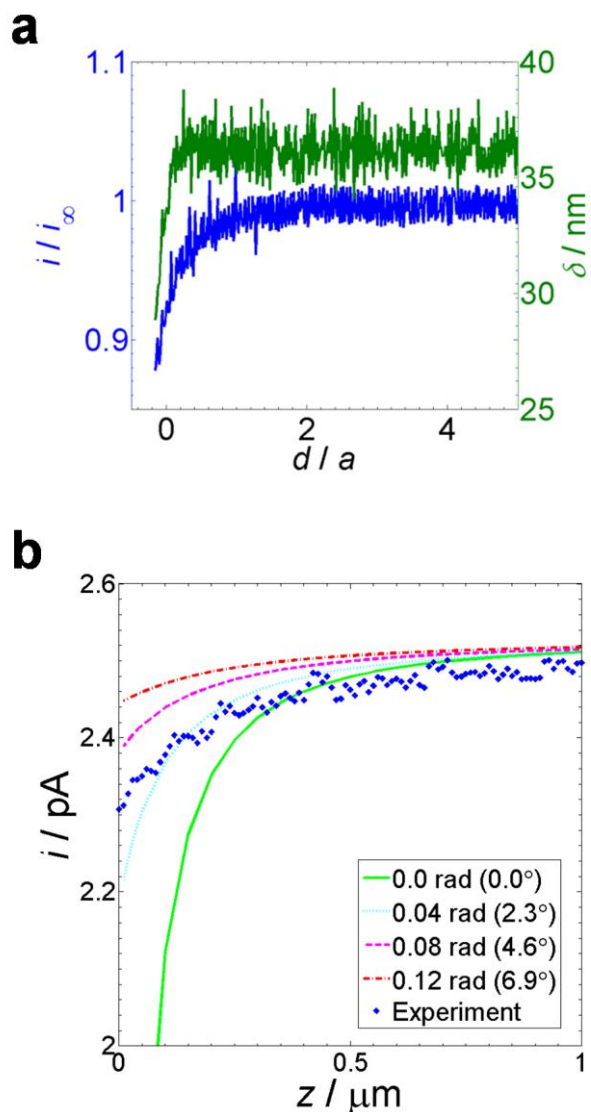 a
1.1
1
0.9
i / i∞
40
35
30
25
δ / nm
0 2 4
d / a
b
2.6
2.4
2.2
2
i / pA
0.0 rad (0.0°)
0.04 rad (2.3°)
0.08 rad (4.6°)
0.12 rad (6.9°)
Experiment
0 0.5 1
z / μm